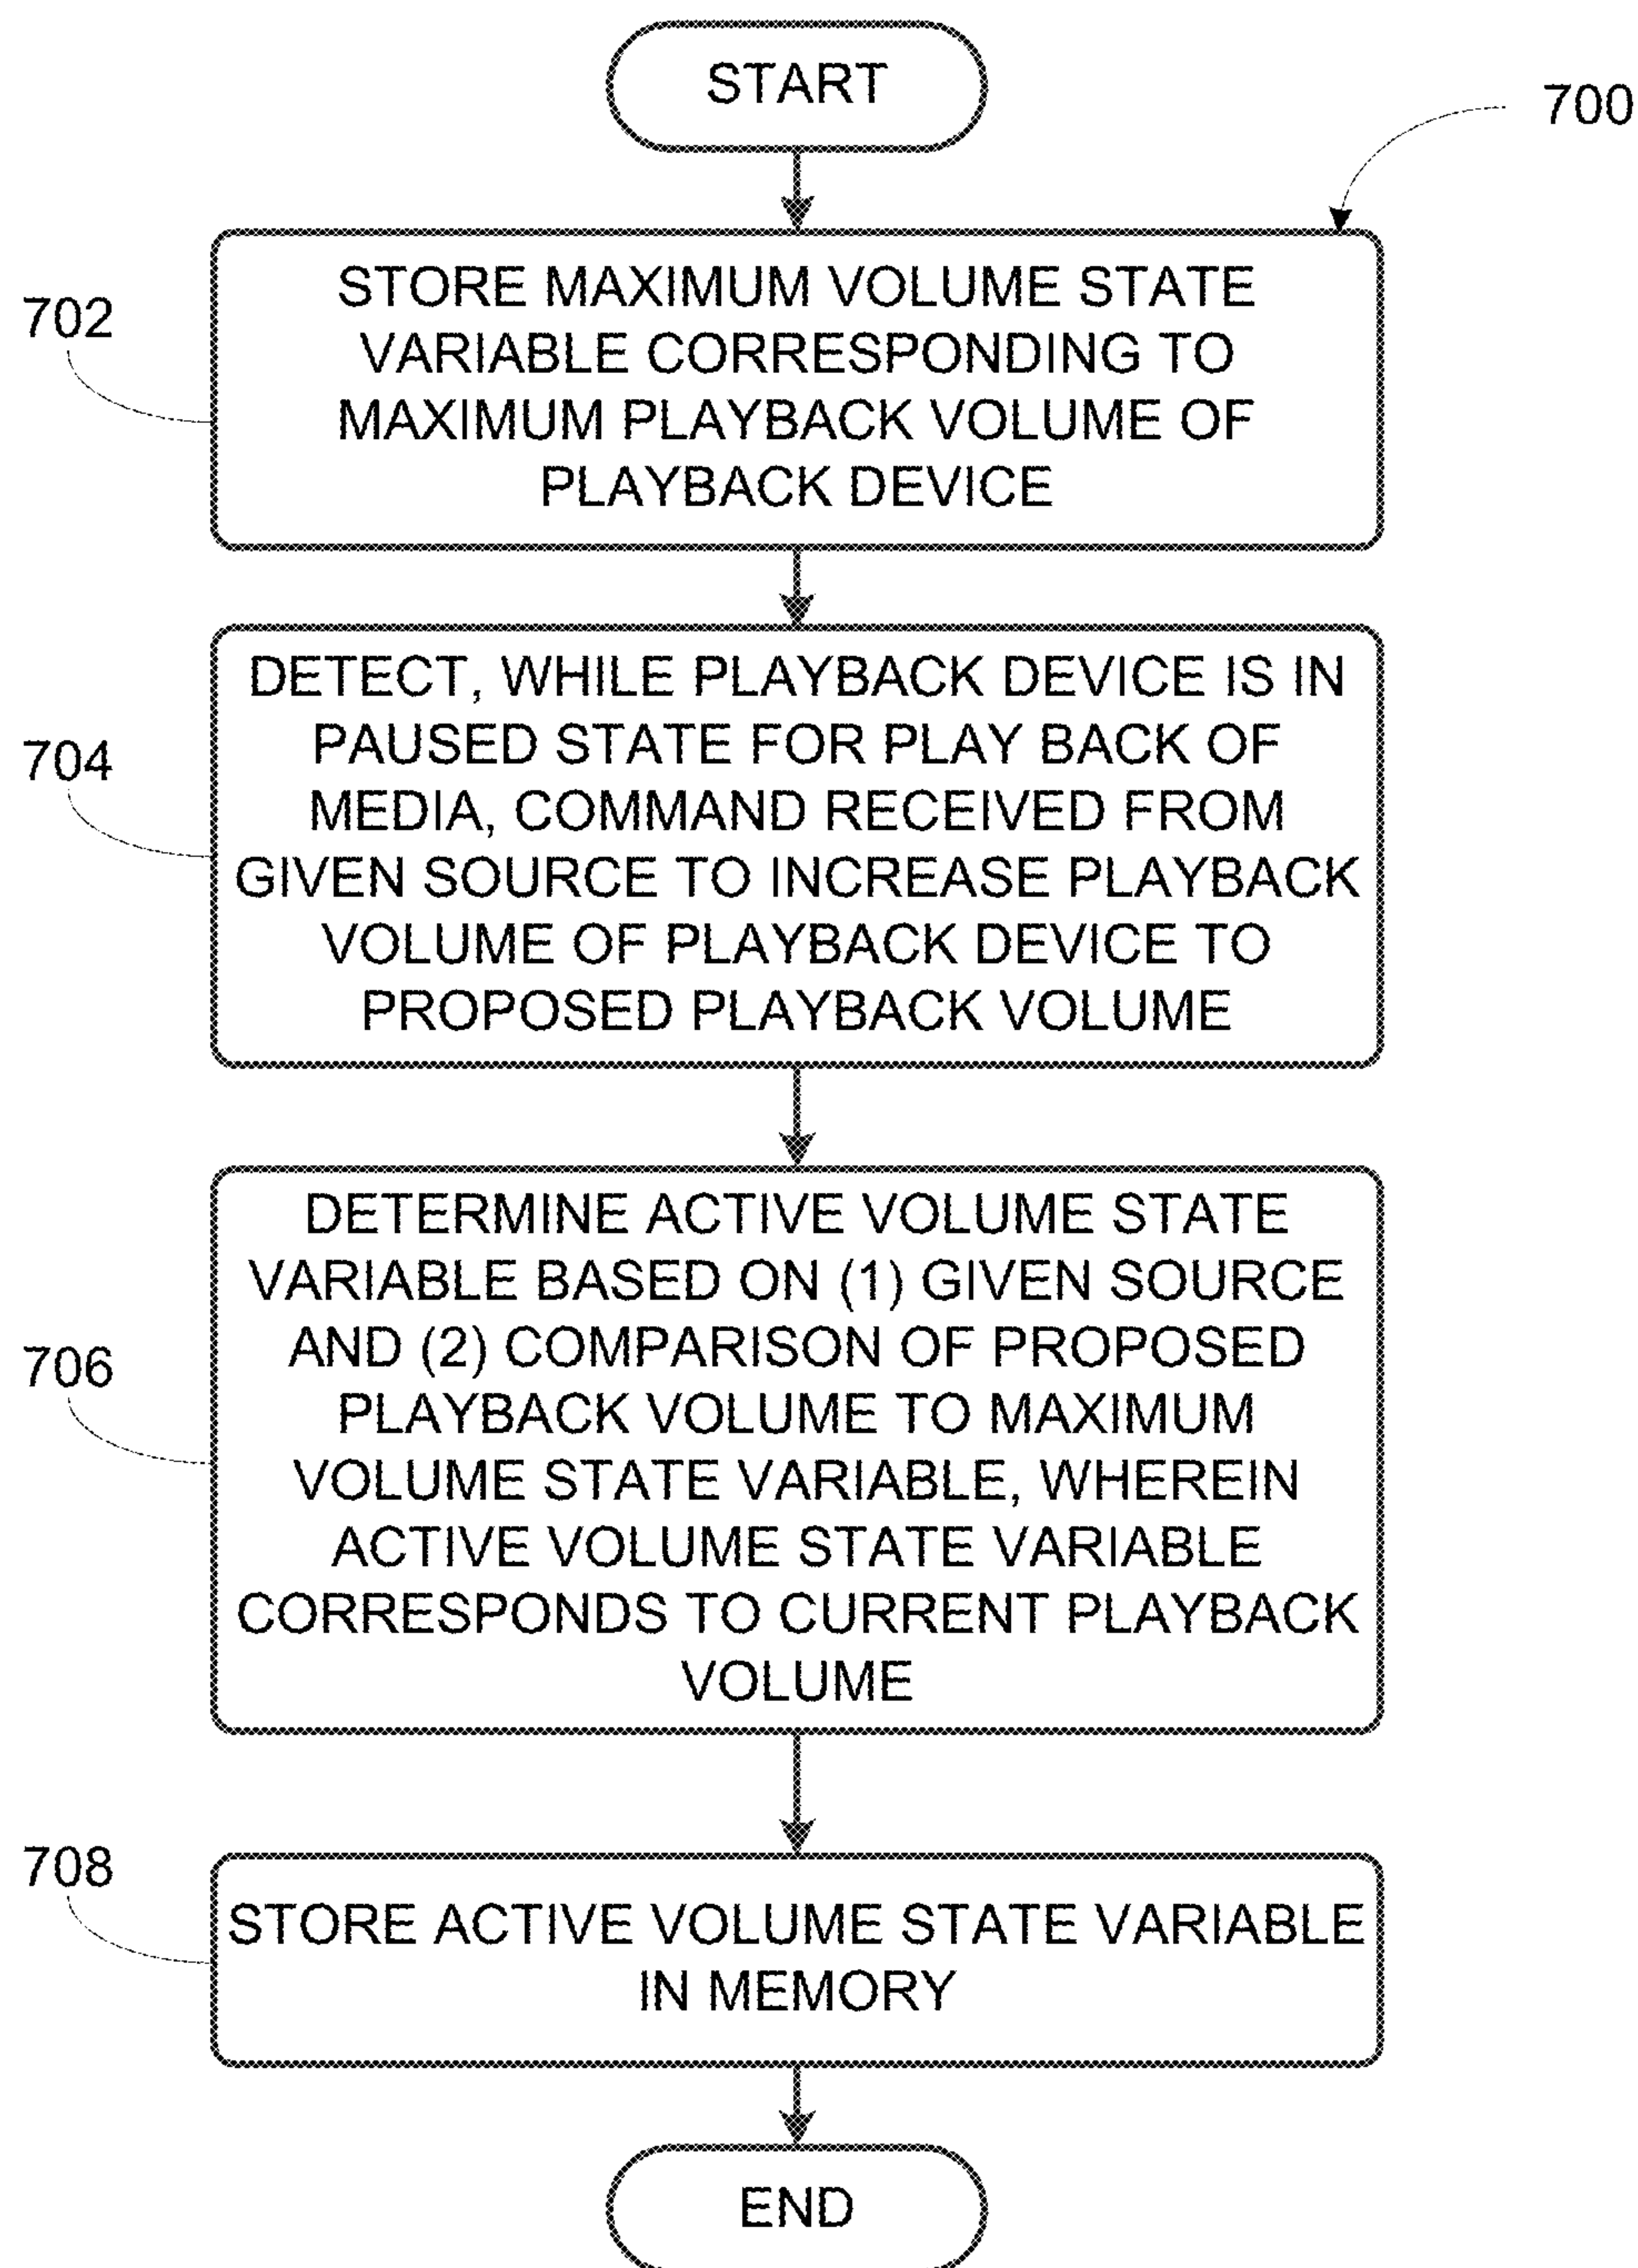 START
700
702
STORE MAXIMUM VOLUME STATE
VARIABLE CORRESPONDING TO
MAXIMUM PLAYBACK VOLUME OF
PLAYBACK DEVICE
704
DETECT, WHILE PLAYBACK DEVICE IS IN
PAUSED STATE FOR PLAY BACK OF
MEDIA, COMMAND RECEIVED FROM
GIVEN SOURCE TO INCREASE PLAYBACK
VOLUME OF PLAYBACK DEVICE TO
PROPOSED PLAYBACK VOLUME
706
DETERMINE ACTIVE VOLUME STATE
VARIABLE BASED ON (1) GIVEN SOURCE
AND (2) COMPARISON OF PROPOSED
PLAYBACK VOLUME TO MAXIMUM
VOLUME STATE VARIABLE, WHEREIN
ACTIVE VOLUME STATE VARIABLE
CORRESPONDS TO CURRENT PLAYBACK
VOLUME
708
STORE ACTIVE VOLUME STATE VARIABLE
IN MEMORY
END